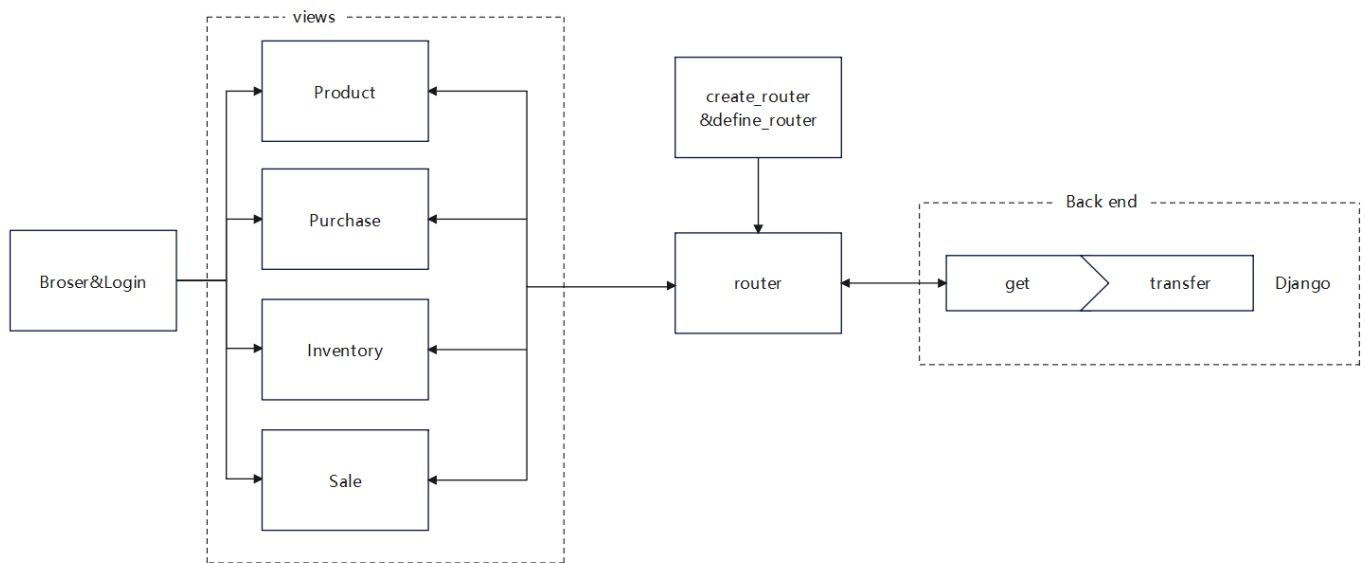 views
Product
Purchase
Inventory
Sale
Broser&Login
create_router
&define_router
router
Back end
get
transfer
Django